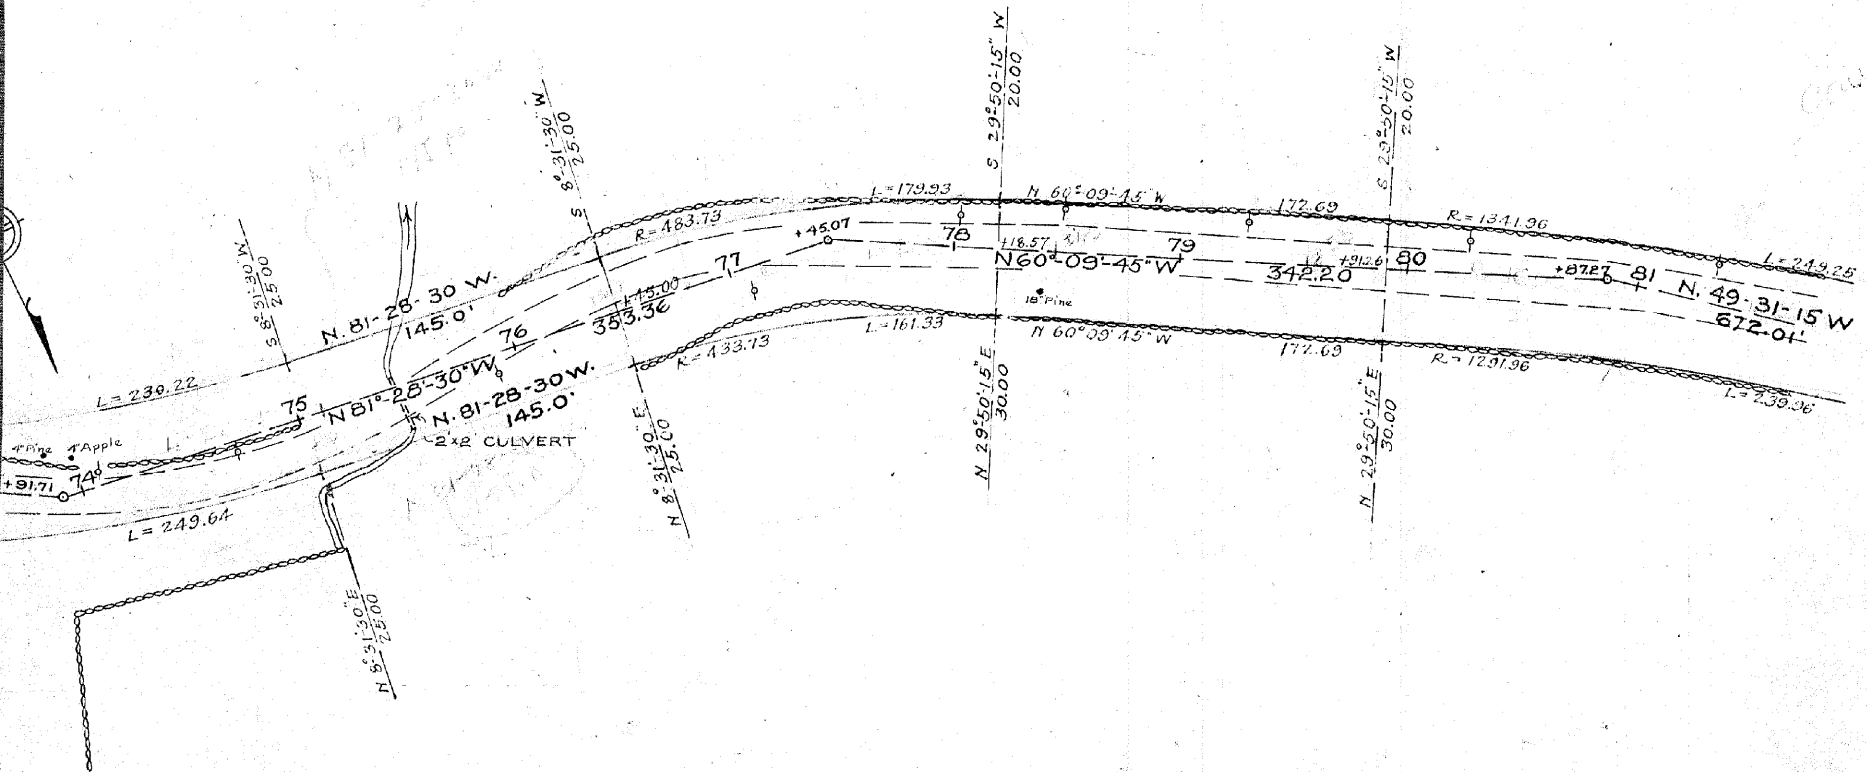 S 8°-31'-30" W
25.00
S 8°-31'-30" W
25.00
S 29°-50'-15" W
20.00
S 29°-50'-15" W
20.00
L=179.93
N 60°-09'-45" W
172.69
R=1341.96
L=249.25
R=483.73
+45.07
78
+18.57
79
N60°-09'-45"W
342.20
80
+87.27
81
N. 49-31-15 W
672.01'
77
+45.00
353.36
18" Pine
N. 81-28-30 W.
145.0'
76
L=161.33
N 60°09'45" W
172.69
R=1291.96
L=239.96
R=433.73
L=230.22
75
N81°-28'-30"W
N. 81-28-30 W.
145.0'
2'x2' CULVERT
4" Pine
4" Apple
+91.71
74
L=249.64
N 8°-31'-30" E
25.00
N 8°-31'-30" E
25.00
N 29°-50'-15" E
30.00
N 29°-50'-15" E
30.00